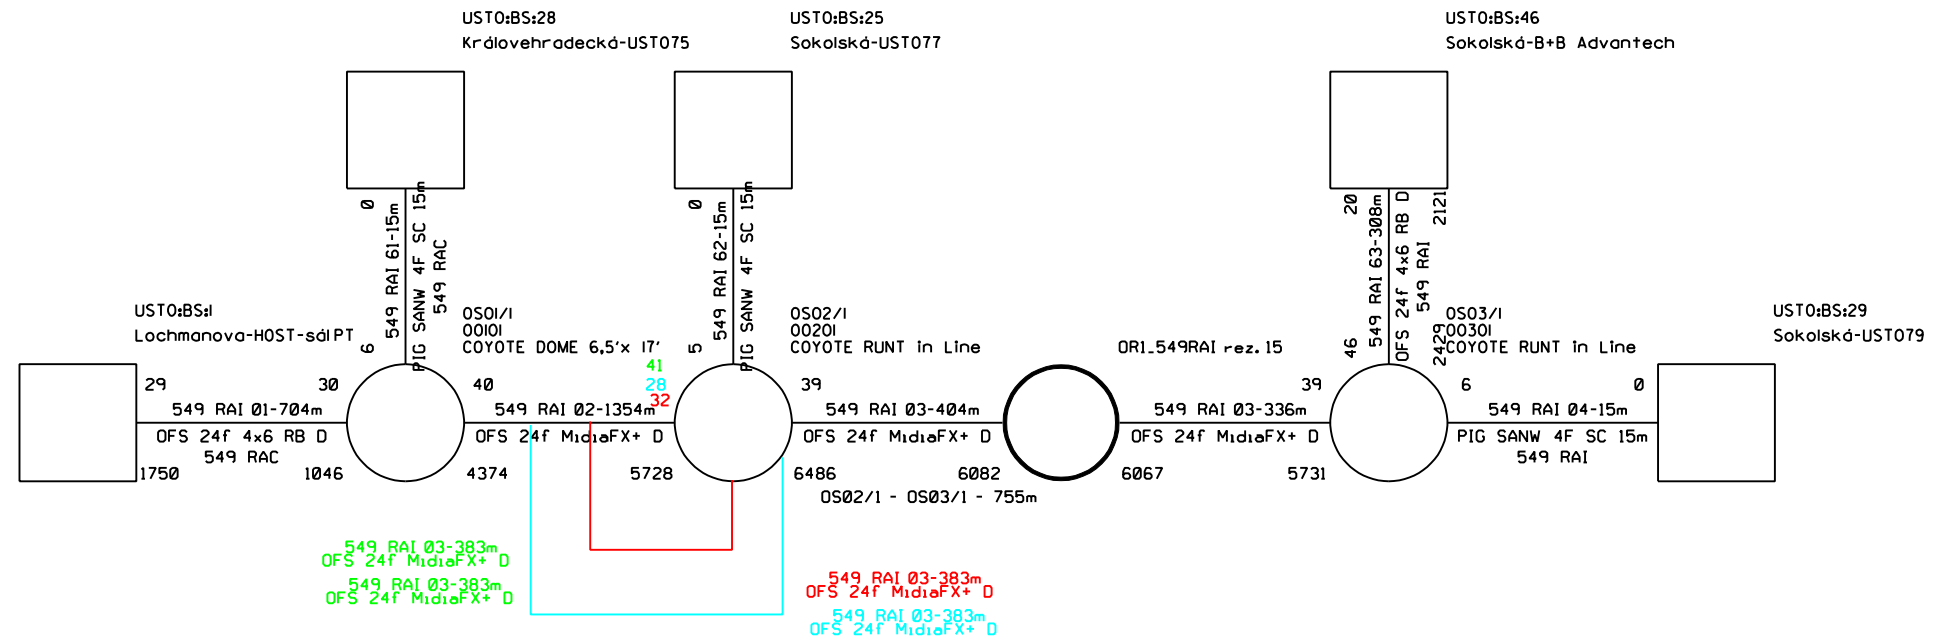 USTO:BS:28
Královehradecká-USTO75
USTO:BS:25
Sokolská-USTO77
USTO:BS:46
Sokolská-B+B Advantech
0
549 RAI 61-15m
PIG SANW 4F SC 15m
549 RAC
6
0
549 RAI 62-15m
PIG SANW 4F SC 15m
5
20
549 RAI 63-308m
OFS 24f 4x6 RB D
549 RAI
2121
46
2429
USTO:BS:1
Lochmanova-HOST-sálPT
OS01/1
00101
COYOTE DOME 6,5'x 17'
OS02/1
00201
COYOTE RUNT in Line
OR1_549RAI rez.15
OS03/1
00301
COYOTE RUNT in Line
USTO:BS:29
Sokolská-USTO79
41
28
32
29
30
40
39
39
6
0
549 RAI 01-704m
OFS 24f 4x6 RB D
549 RAC
549 RAI 02-1354m
OFS 24f MidiaFX+ D
549 RAI 03-404m
OFS 24f MidiaFX+ D
549 RAI 03-336m
OFS 24f MidiaFX+ D
549 RAI 04-15m
PIG SANW 4F SC 15m
549 RAI
1750
1046
4374
5728
6486
6082
6067
5731
OS02/1 - OS03/1 - 755m
549 RAI 03-383m
OFS 24f MidiaFX+ D
549 RAI 03-383m
OFS 24f MidiaFX+ D
549 RAI 03-383m
OFS 24f MidiaFX+ D
549 RAI 03-383m
OFS 24f MidiaFX+ D